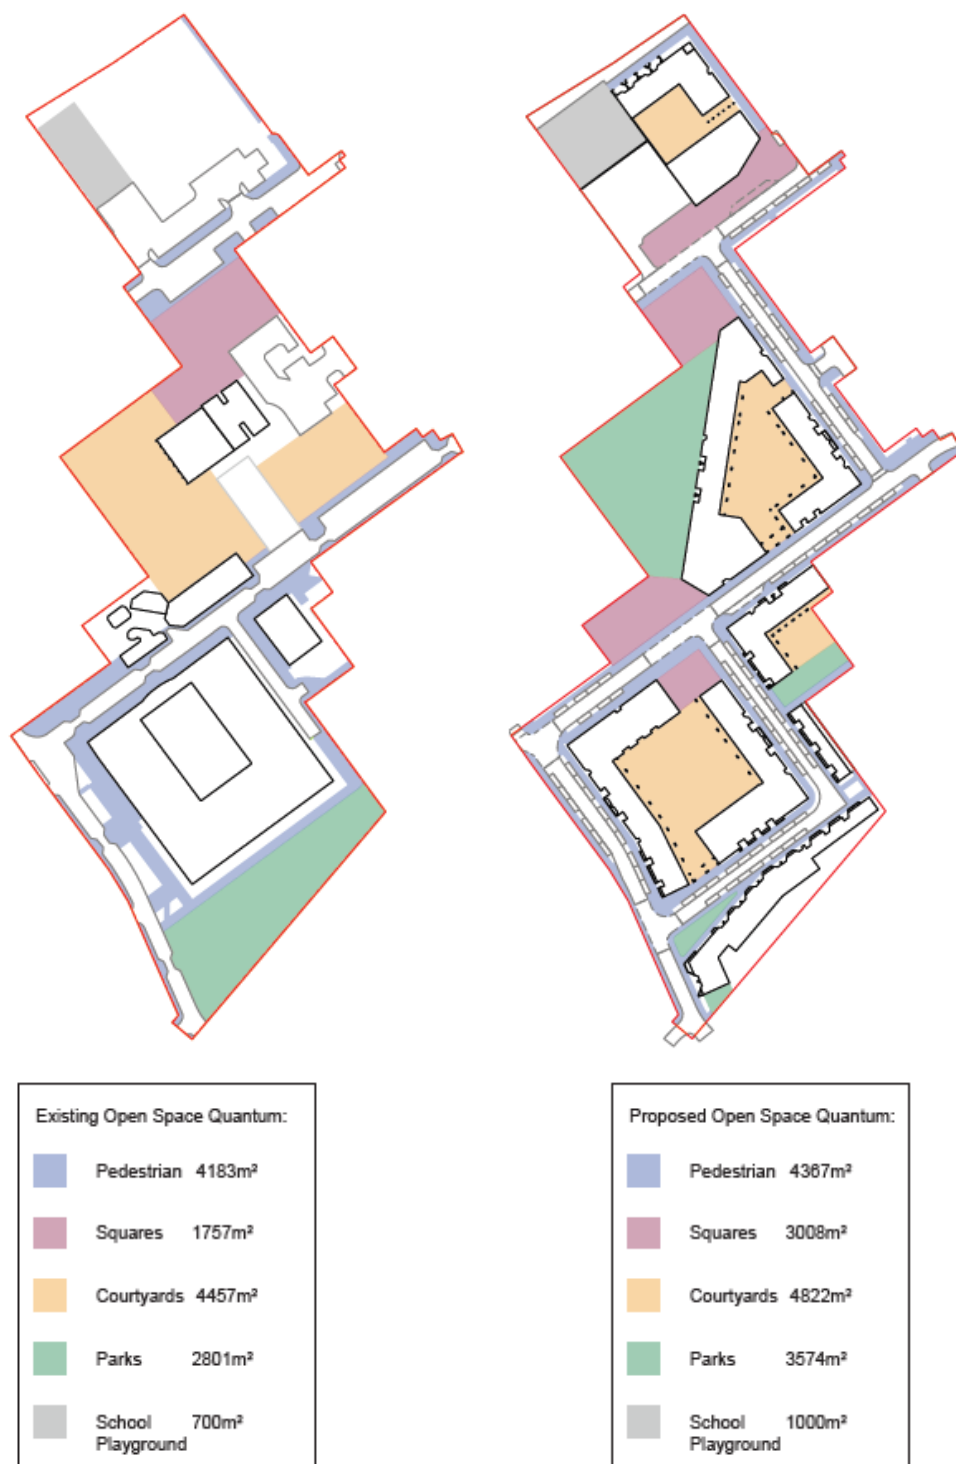 Existing Open Space Quantum:
Pedestrian 4183m²
Squares 1757m²
Courtyards 4457m²
Parks 2801m²
School 700m²
Playground
Proposed Open Space Quantum:
Pedestrian 4367m²
Squares 3008m²
Courtyards 4822m²
Parks 3574m²
School 1000m²
Playground